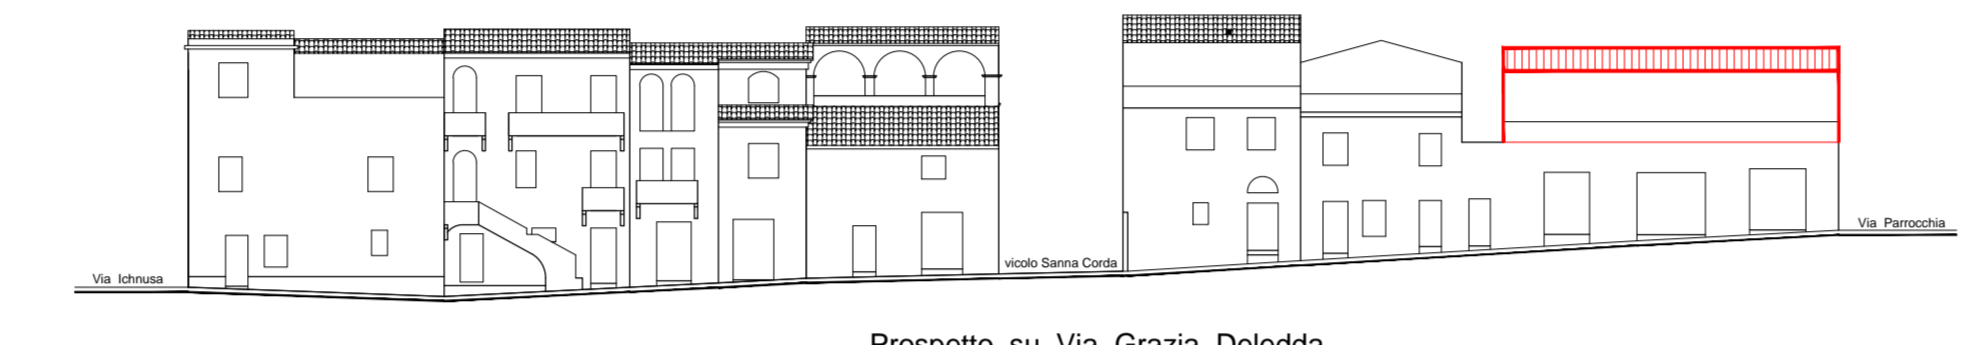 Via Ichnusa
vicolo Sanna Corda
Via Parrocchia
Prospetto su Via Grazia Deledda